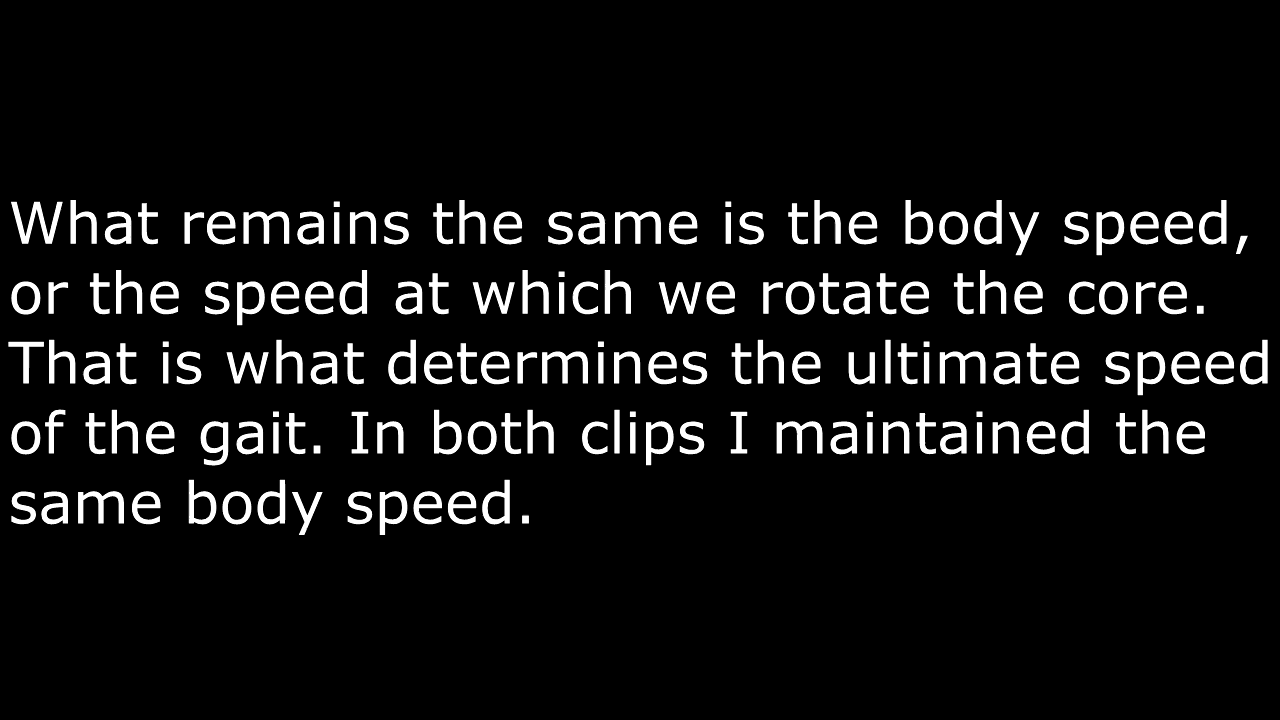 What remains the same is the body speed,
or the speed at which we rotate the core.
That is what determines the ultimate speed
of the gait. In both clips I maintained the
same body speed.